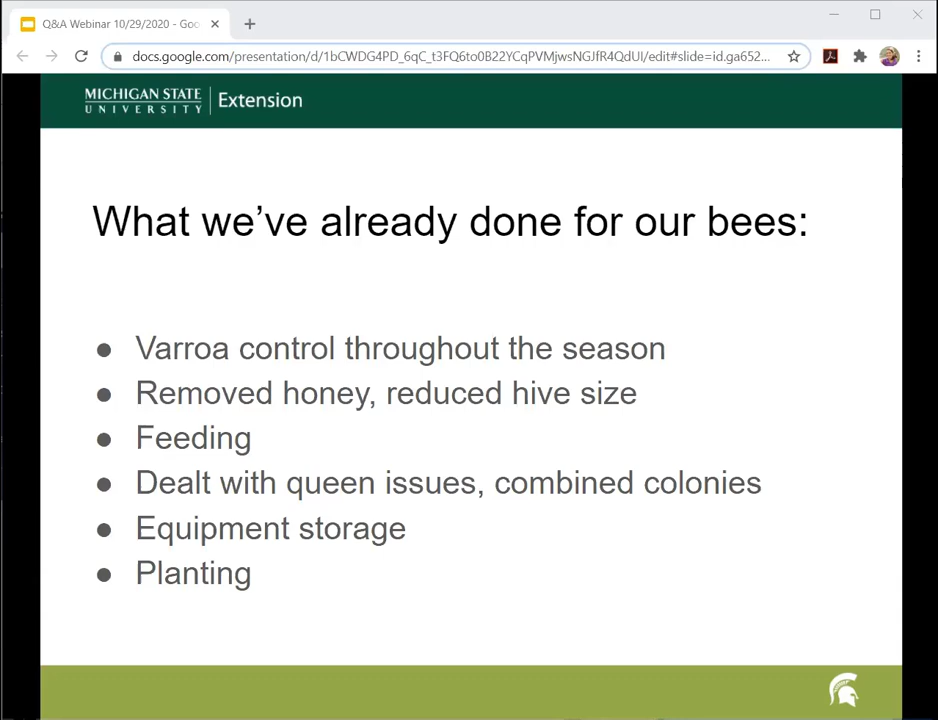 Q&A Webinar 10/29/2020 - Goo
docs.google.com/presentation/d/1bCWDG4PD_6qC_t3FQ6to0B22YCqPVMjwsNGJfR4QdUI/edit#slide=id.ga652...
MICHIGAN STATE
UNIVERSITY
Extension
What we’ve already done for our bees:
● Varroa control throughout the season
● Removed honey, reduced hive size
● Feeding
● Dealt with queen issues, combined colonies
● Equipment storage
● Planting